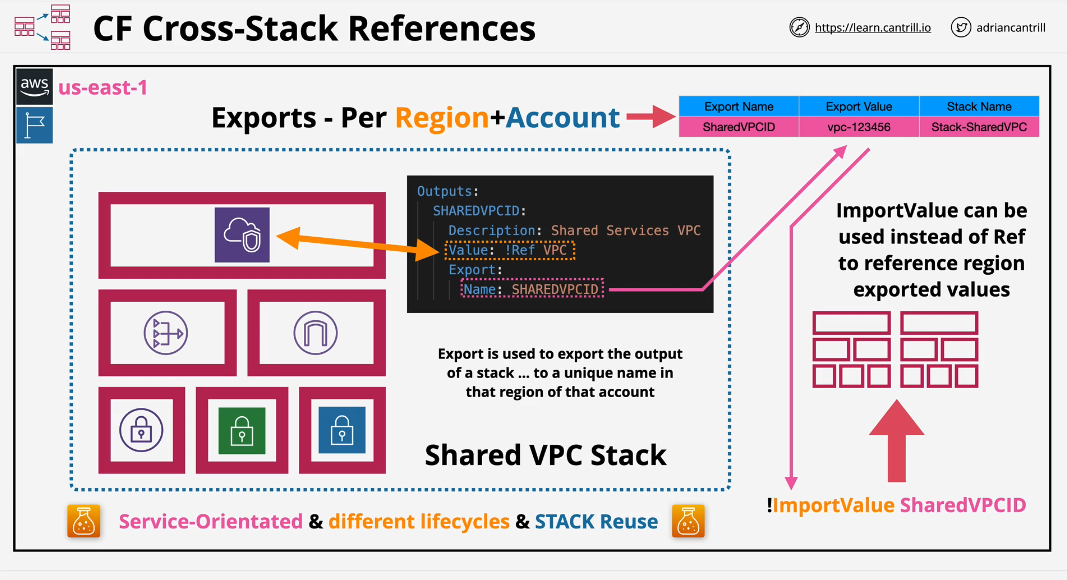 CF Cross-Stack References
https://learn.cantrill.io
adriancantrill
aws
us-east-1
Exports - Per Region+Account
Export Name Export Value Stack Name
SharedVPCID vpc-123456 Stack-SharedVPC
Outputs:
SHAREDVPCID:
Description: Shared Services VPC
Value: !Ref VPC
Export:
Name: SHAREDVPCID
Export is used to export the output
of a stack ... to a unique name in
that region of that account
Shared VPC Stack
ImportValue can be
used instead of Ref
to reference region
exported values
!ImportValue SharedVPCID
Service-Orientated & different lifecycles & STACK Reuse